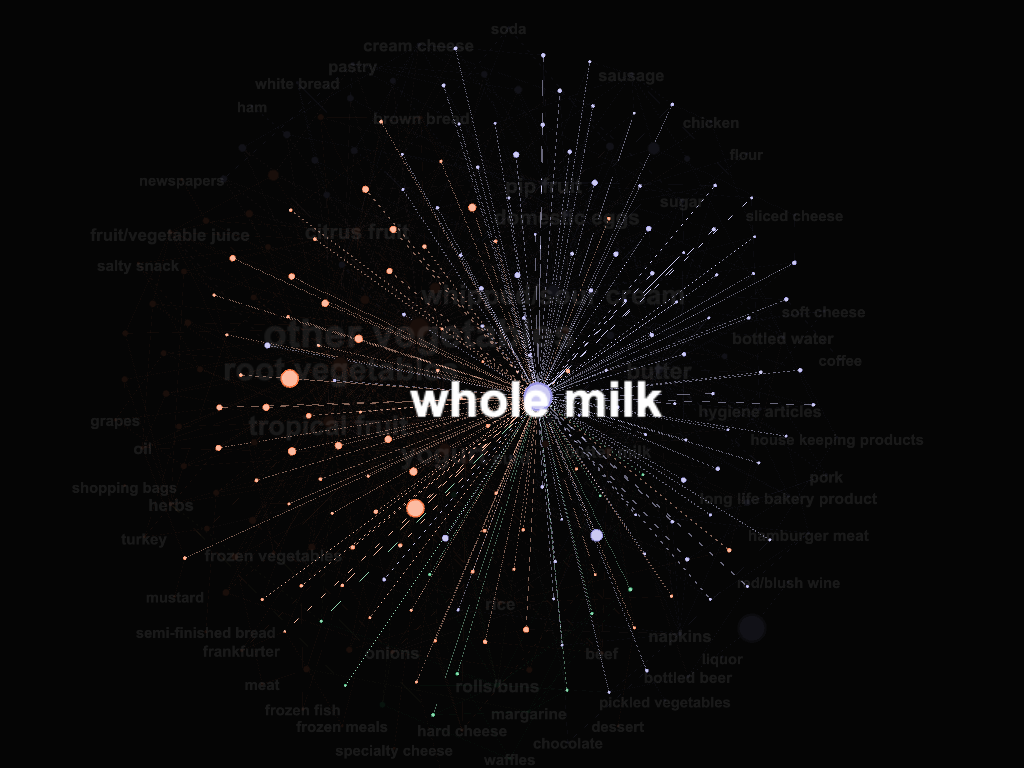 soda
cream cheese
pastry
sausage
white bread
ham
brown bread
chicken
flour
newspapers
pip fruit
sugar
domestic eggs
sliced cheese
fruit/vegetable juice
citrus fruit
salty snack
whipped/sour cream
soft cheese
other vegetables
bottled water
coffee
root vegetables
butter
whole milk
hygiene articles
grapes
tropical fruit
house keeping products
oil
yogurt
milk
pork
shopping bags
long life bakery product
herbs
turkey
hamburger meat
frozen vegetables
red/blush wine
mustard
rice
semi-finished bread
napkins
frankfurter
onions
beef
liquor
bottled beer
meat
rolls/buns
pickled vegetables
frozen fish
margarine
frozen meals
hard cheese
dessert
specialty cheese
chocolate
waffles